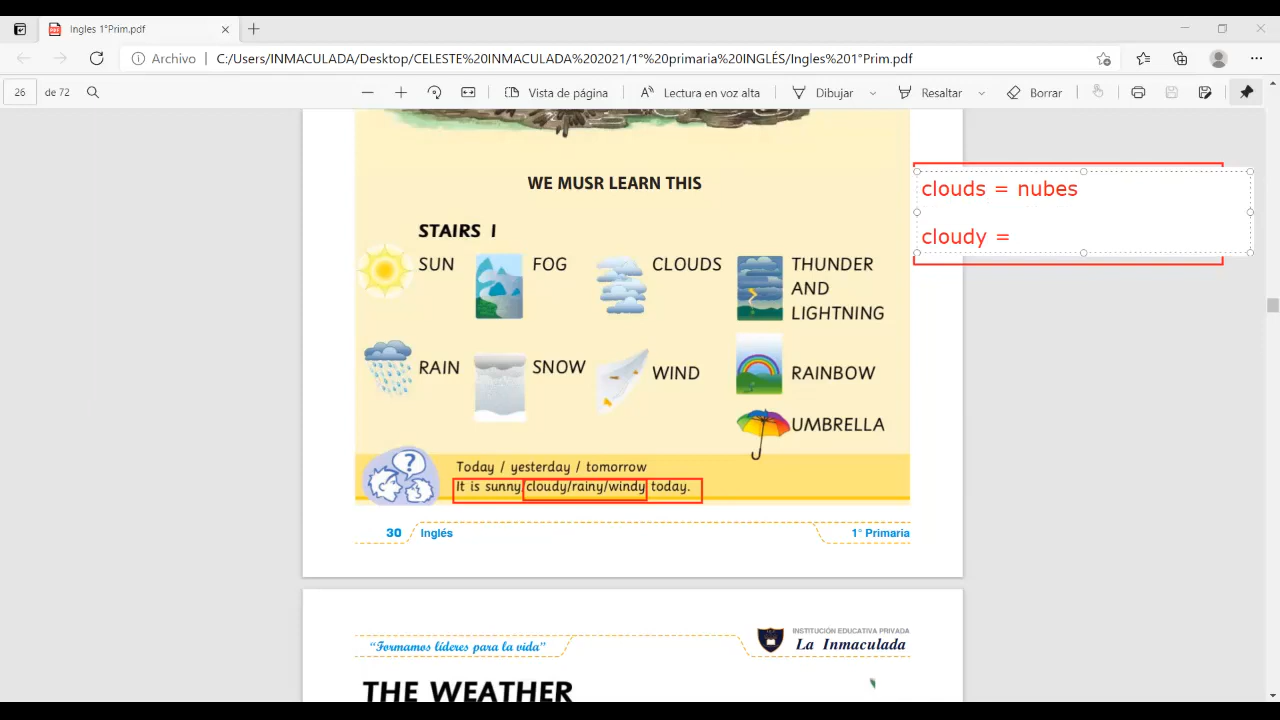 Ingles 1°Prim.pdf
Archivo
C:/Users/INMACULADA/Desktop/CELESTE%20INMACULADA%202021/1°%20primaria%20INGLÉS/Ingles%201°Prim.pdf
26 de 72
Vista de página
Lectura en voz alta
Dibujar
Resaltar
Borrar
WE MUSR LEARN THIS
clouds = nubes
cloudy =
STAIRS 1
SUN
FOG
CLOUDS
THUNDER
AND
LIGHTNING
RAIN
SNOW
WIND
RAINBOW
UMBRELLA
Today / yesterday / tomorrow
It is sunny/cloudy/rainy/windy today.
30 Inglés
1° Primaria
“Formamos líderes para la vida”
INSTITUCIÓN EDUCATIVA PRIVADA
La Inmaculada
THE WEATHER